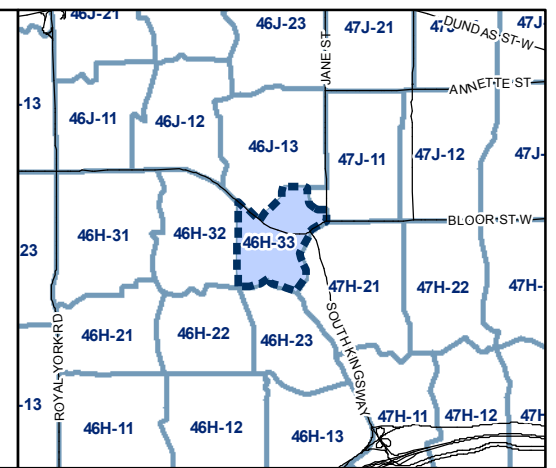 46J-21
46J-23
JANE ST
47J-21
DUNDAS ST W
47J
ANNETTE ST
-13
46J-11
46J-12
46J-13
47J-11
47J-12
47J-
BLOOR ST W
23
46H-31
46H-32
46H-33
47H-21
47H-22
47H-
ROYAL YORK RD
46H-21
46H-22
46H-23
SOUTH KINGSWAY
-13
46H-11
46H-12
46H-13
47H-11
47H-12
47H